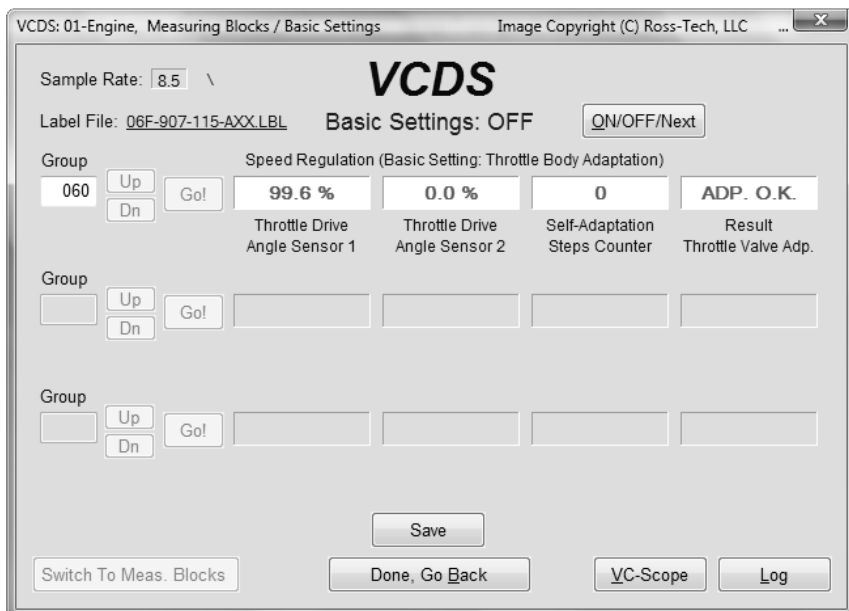 VCDS: 01-Engine, Measuring Blocks / Basic Settings Image Copyright (C) Ross-Tech, LLC ... X
Sample Rate: 8.5 \ VCDS
Label File: 06F-907-115-AXX.LBL Basic Settings: OFF ON/OFF/Next
Group Speed Regulation (Basic Setting: Throttle Body Adaptation)
060 Up Dn Go! 99.6 % 0.0 % 0 ADP. O.K.
Throttle Drive Throttle Drive Self-Adaptation Result
Angle Sensor 1 Angle Sensor 2 Steps Counter Throttle Valve Adp.
Group
Up Dn Go!
Group
Up Dn Go!
Save
Switch To Meas. Blocks Done, Go Back VC-Scope Log